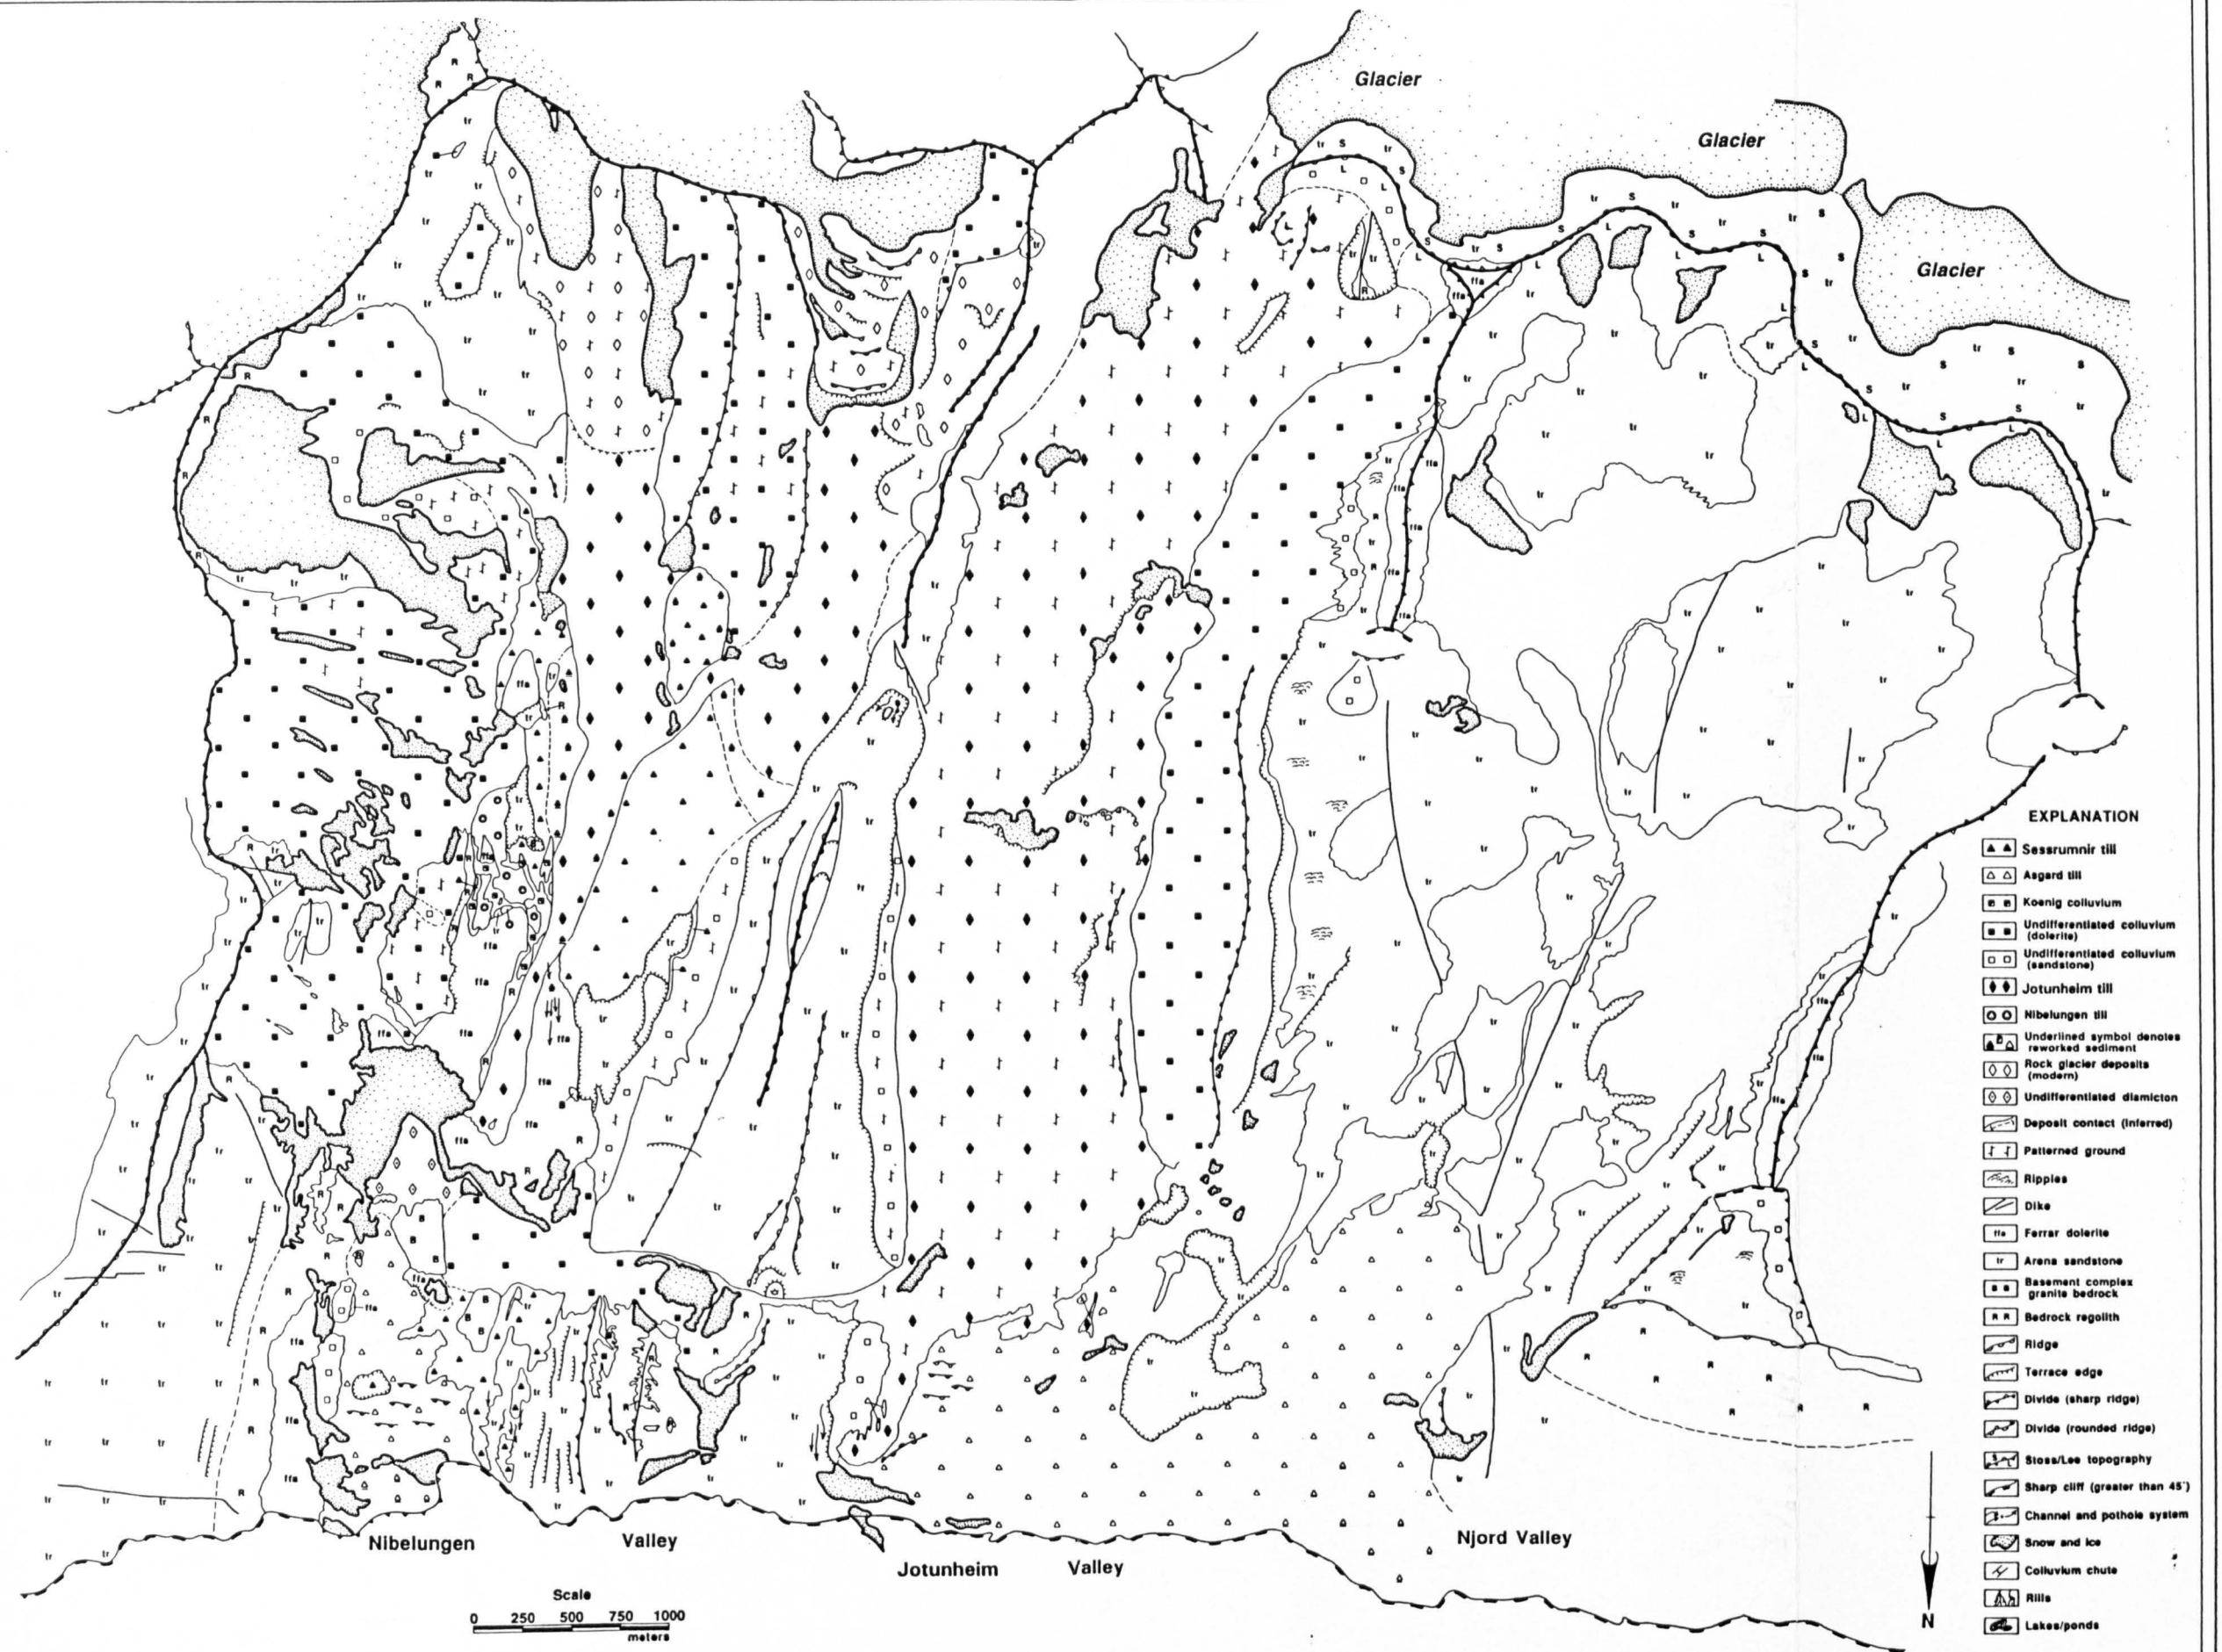 Glacier
Glacier
Glacier
EXPLANATION
Sessrumnir till
Asgard till
Koenig colluvium
Undifferentiated colluvium
(dolerite)
Undifferentiated colluvium
(sandstone)
Jotunheim till
Nibelungen till
Underlined symbol denotes
reworked sediment
Rock glacier deposits
(modern)
Undifferentiated diamicton
Deposit contact (inferred)
Patterned ground
Ripples
Dike
Ferrar dolerite
Arena sandstone
Basement complex
granite bedrock
Bedrock regolith
Ridge
Terrace edge
Divide (sharp ridge)
Divide (rounded ridge)
Stoss/Lee topography
Sharp cliff (greater than 45°)
Channel and pothole system
Snow and ice
Colluvium chute
Rills
Lakes/ponds
N
Nibelungen Valley
Jotunheim Valley
Njord Valley
Scale
0 250 500 750 1000
meters